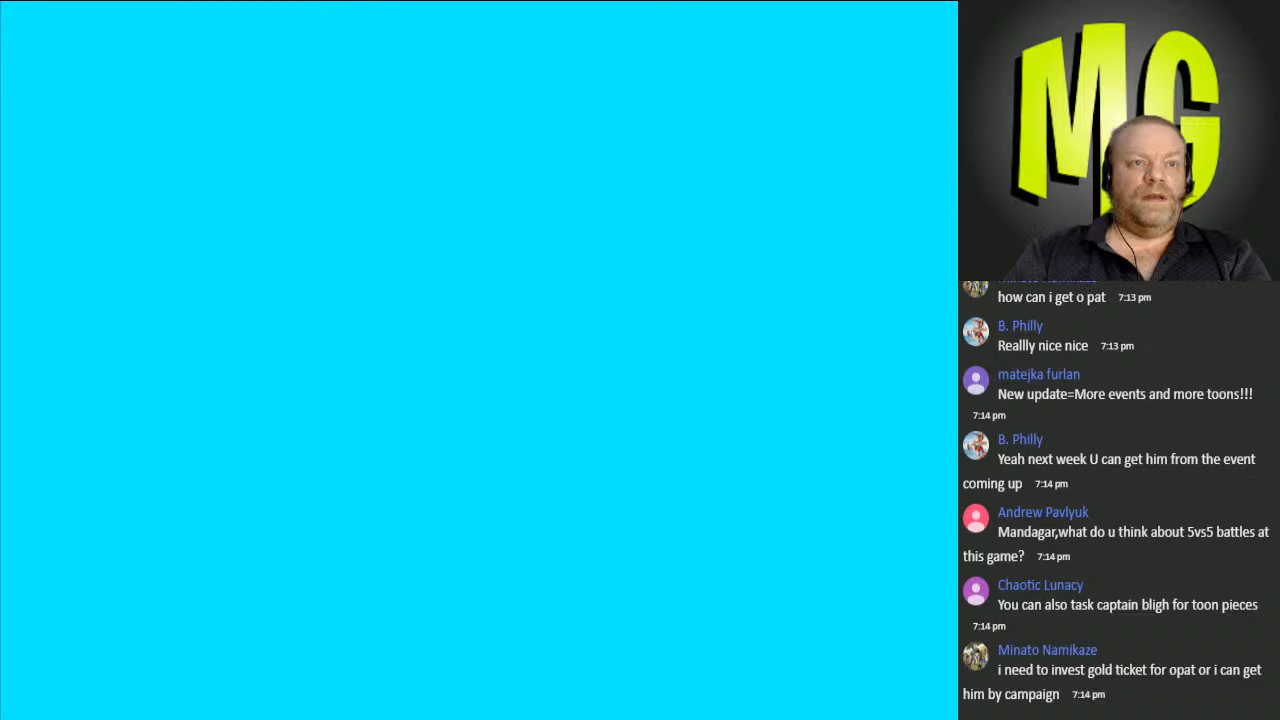 MG
how can i get o pat 7:13 pm
B. Philly
Reallly nice nice 7:13 pm
matejka furlan
New update=More events and more toons!!!
7:14 pm
B. Philly
Yeah next week U can get him from the event
coming up 7:14 pm
Andrew Pavlyuk
Mandagar,what do u think about 5vs5 battles at
this game? 7:14 pm
Chaotic Lunacy
You can also task captain bligh for toon pieces
7:14 pm
Minato Namikaze
i need to invest gold ticket for opat or i can get
him by campaign 7:14 pm